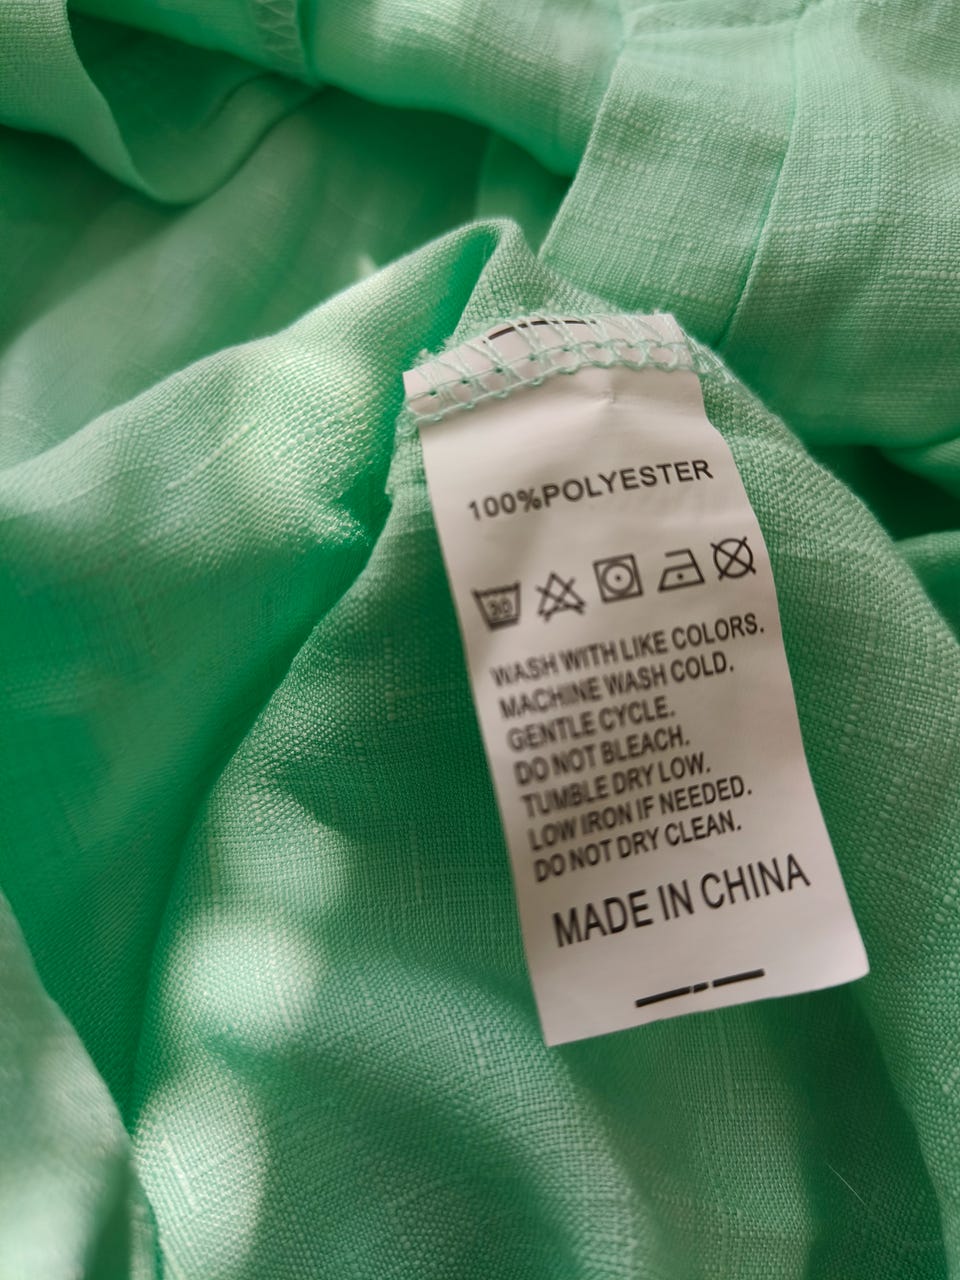 100%POLYESTER
30
WASH WITH LIKE COLORS.
MACHINE WASH COLD.
GENTLE CYCLE.
DO NOT BLEACH.
TUMBLE DRY LOW.
LOW IRON IF NEEDED.
DO NOT DRY CLEAN.
MADE IN CHINA